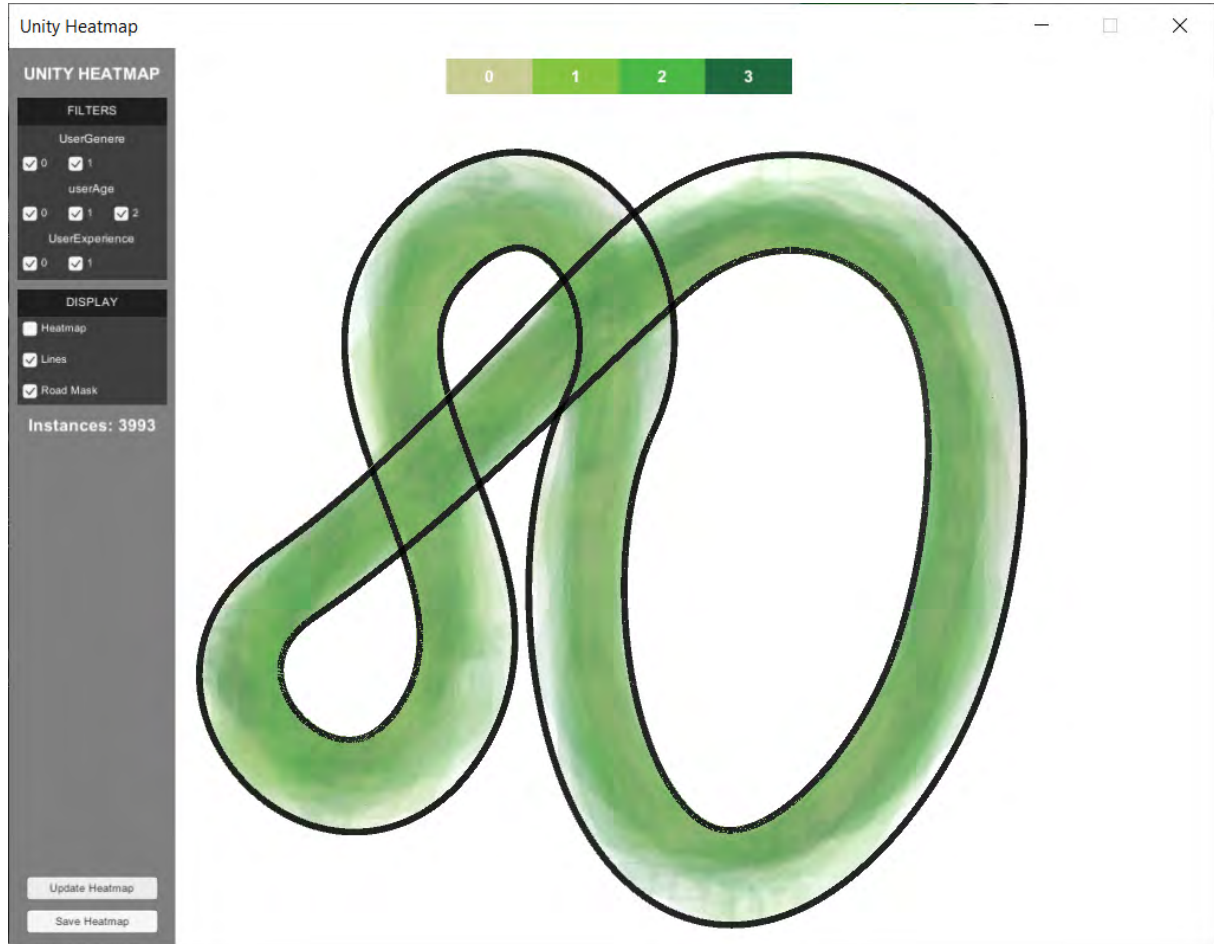 Unity Heatmap
UNITY HEATMAP
0 1 2 3
FILTERS
UserGenere
0 1
userAge
0 1 2
UserExperience
0 1
DISPLAY
Heatmap
Lines
Road Mask
Instances: 3993
Update Heatmap
Save Heatmap